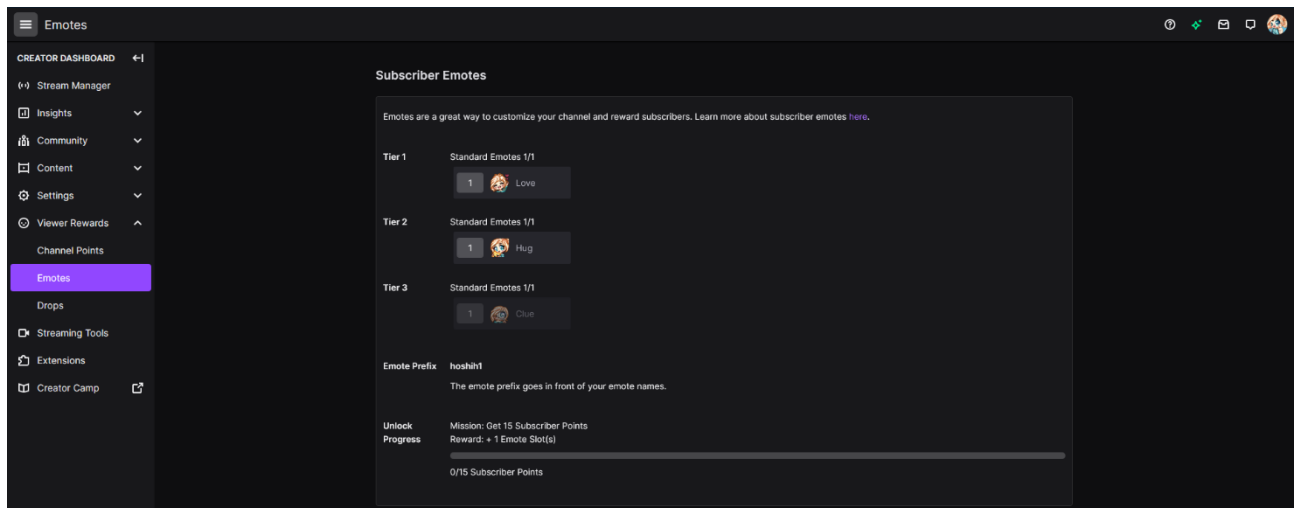 Emotes
CREATOR DASHBOARD
Stream Manager
Insights
Community
Content
Settings
Viewer Rewards
Channel Points
Emotes
Drops
Streaming Tools
Extensions
Creator Camp
Subscriber Emotes
Emotes are a great way to customize your channel and reward subscribers. Learn more about subscriber emotes here.
Tier 1 Standard Emotes 1/1
1 Love
Tier 2 Standard Emotes 1/1
1 Hug
Tier 3 Standard Emotes 1/1
1 Clue
Emote Prefix hoshih1
The emote prefix goes in front of your emote names.
Unlock Mission: Get 15 Subscriber Points
Progress Reward: + 1 Emote Slot(s)
0/15 Subscriber Points